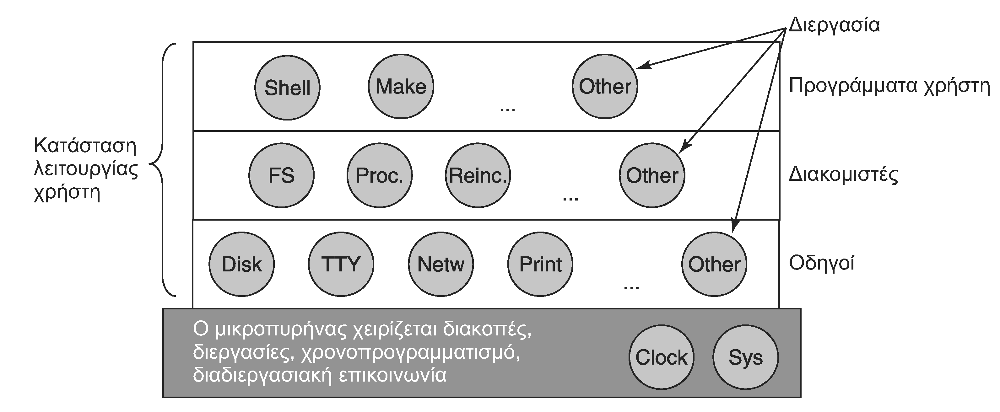 Διεργασία
Shell
Make
...
Other
Προγράμματα χρήστη
Κατάσταση
λειτουργίας
χρήστη
FS
Proc.
Reinc.
...
Other
Διακομιστές
Disk
TTY
Netw
Print
...
Other
Οδηγοί
Ο μικροπυρήνας χειρίζεται διακοπές,
διεργασίες, χρονοπρογραμματισμό,
διαδιεργασιακή επικοινωνία
Clock
Sys